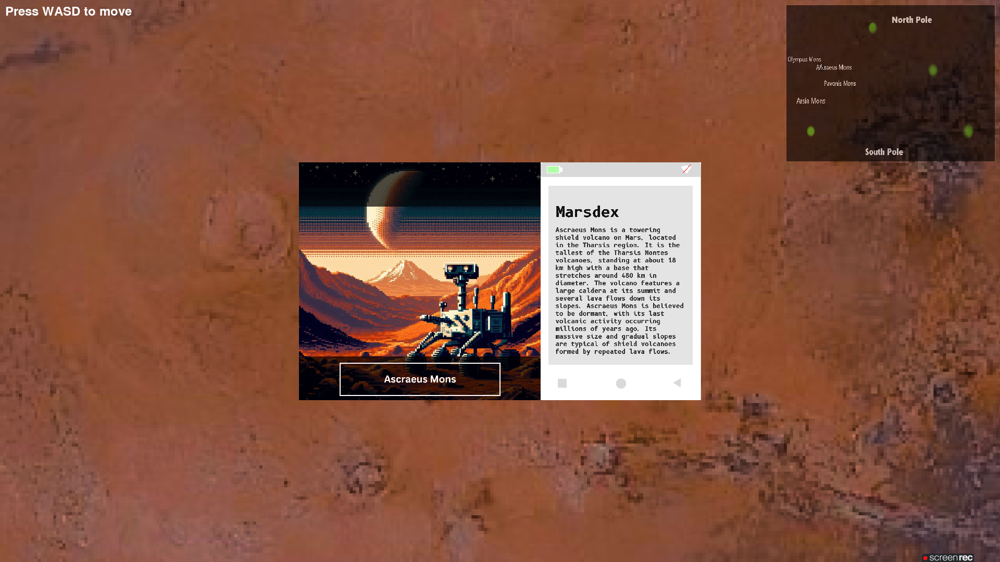 Press WASD to move
North Pole
Olympus Mons
Ascraeus Mons
Pavonis Mons
Arsia Mons
South Pole
Marsdex
Ascraeus Mons is a towering
shield volcano on Mars, located
in the Tharsis region. It is the
tallest of the Tharsis Montes
volcanoes, standing at about 18
km high with a base that
stretches around 480 km in
diameter. The volcano features a
large caldera at its summit and
several lava flows down its
slopes. Ascraeus Mons is believed
to be dormant, with its last
volcanic activity occurring
millions of years ago. Its
massive size and gradual slopes
are typical of shield volcanoes
formed by repeated lava flows.
Ascraeus Mons
screenrec